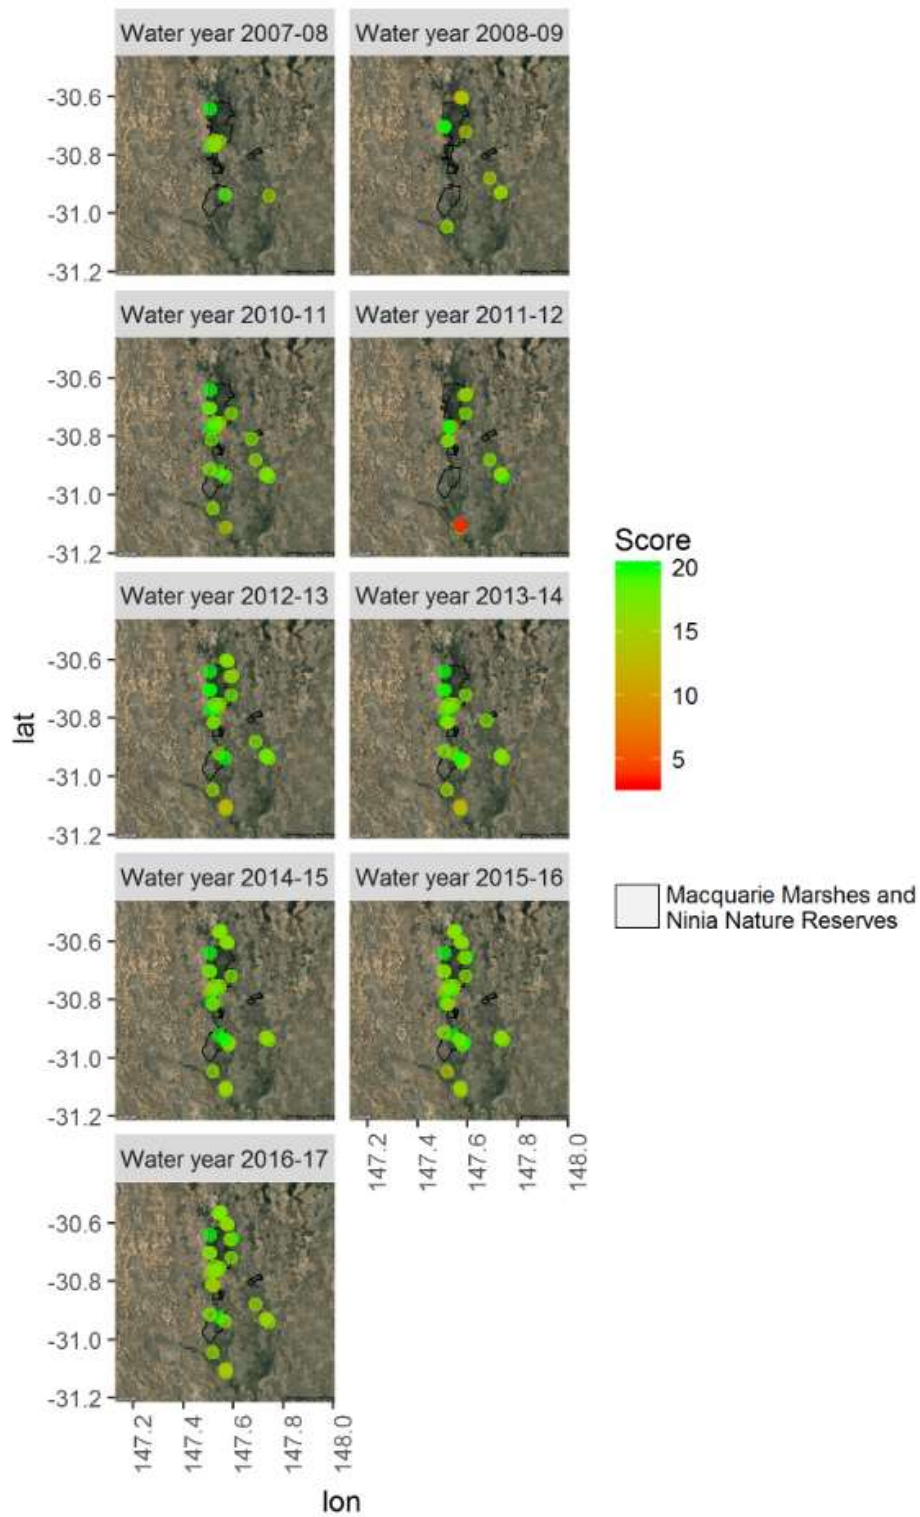 Water year 2007-08
Water year 2008-09
-30.6
-30.8
-31.0
-31.2
Water year 2010-11
Water year 2011-12
-30.6
-30.8
-31.0
-31.2
Water year 2012-13
Water year 2013-14
-30.6
-30.8
-31.0
-31.2
Water year 2014-15
Water year 2015-16
-30.6
-30.8
-31.0
-31.2
147.2
147.4
147.6
147.8
148.0
Water year 2016-17
-30.6
-30.8
-31.0
-31.2
147.2
147.4
147.6
147.8
148.0
lat
lon
Score
20
15
10
5
Macquarie Marshes and
Ninia Nature Reserves